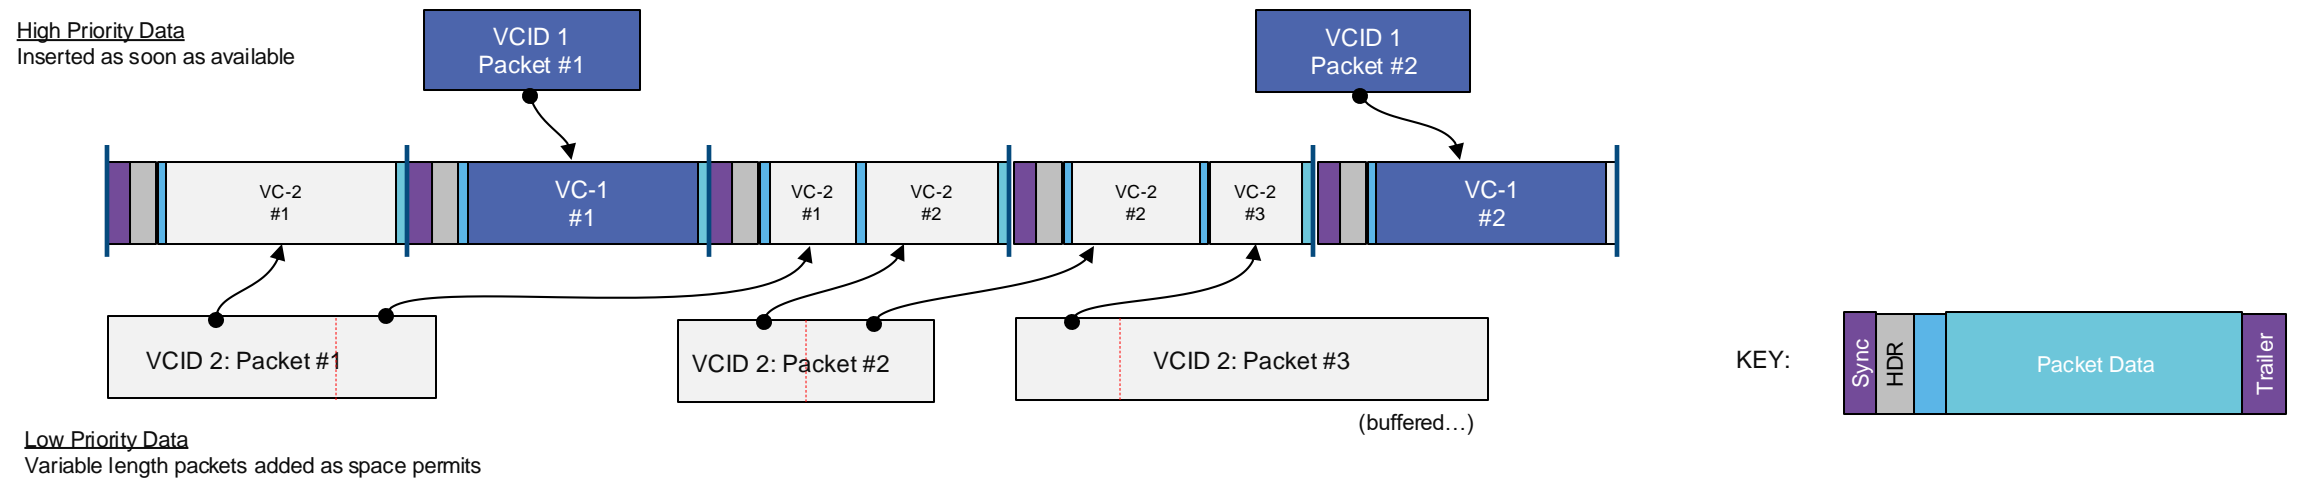 High Priority Data
Inserted as soon as available
VCID 1
Packet #1
VCID 1
Packet #2
VC-2
#1
VC-1
#1
VC-2
#1
VC-2
#2
VC-2
#2
VC-2
#3
VC-1
#2
VCID 2: Packet #1
VCID 2: Packet #2
VCID 2: Packet #3
(buffered…)
KEY:
Sync
HDR
Packet Data
Trailer
Low Priority Data
Variable length packets added as space permits